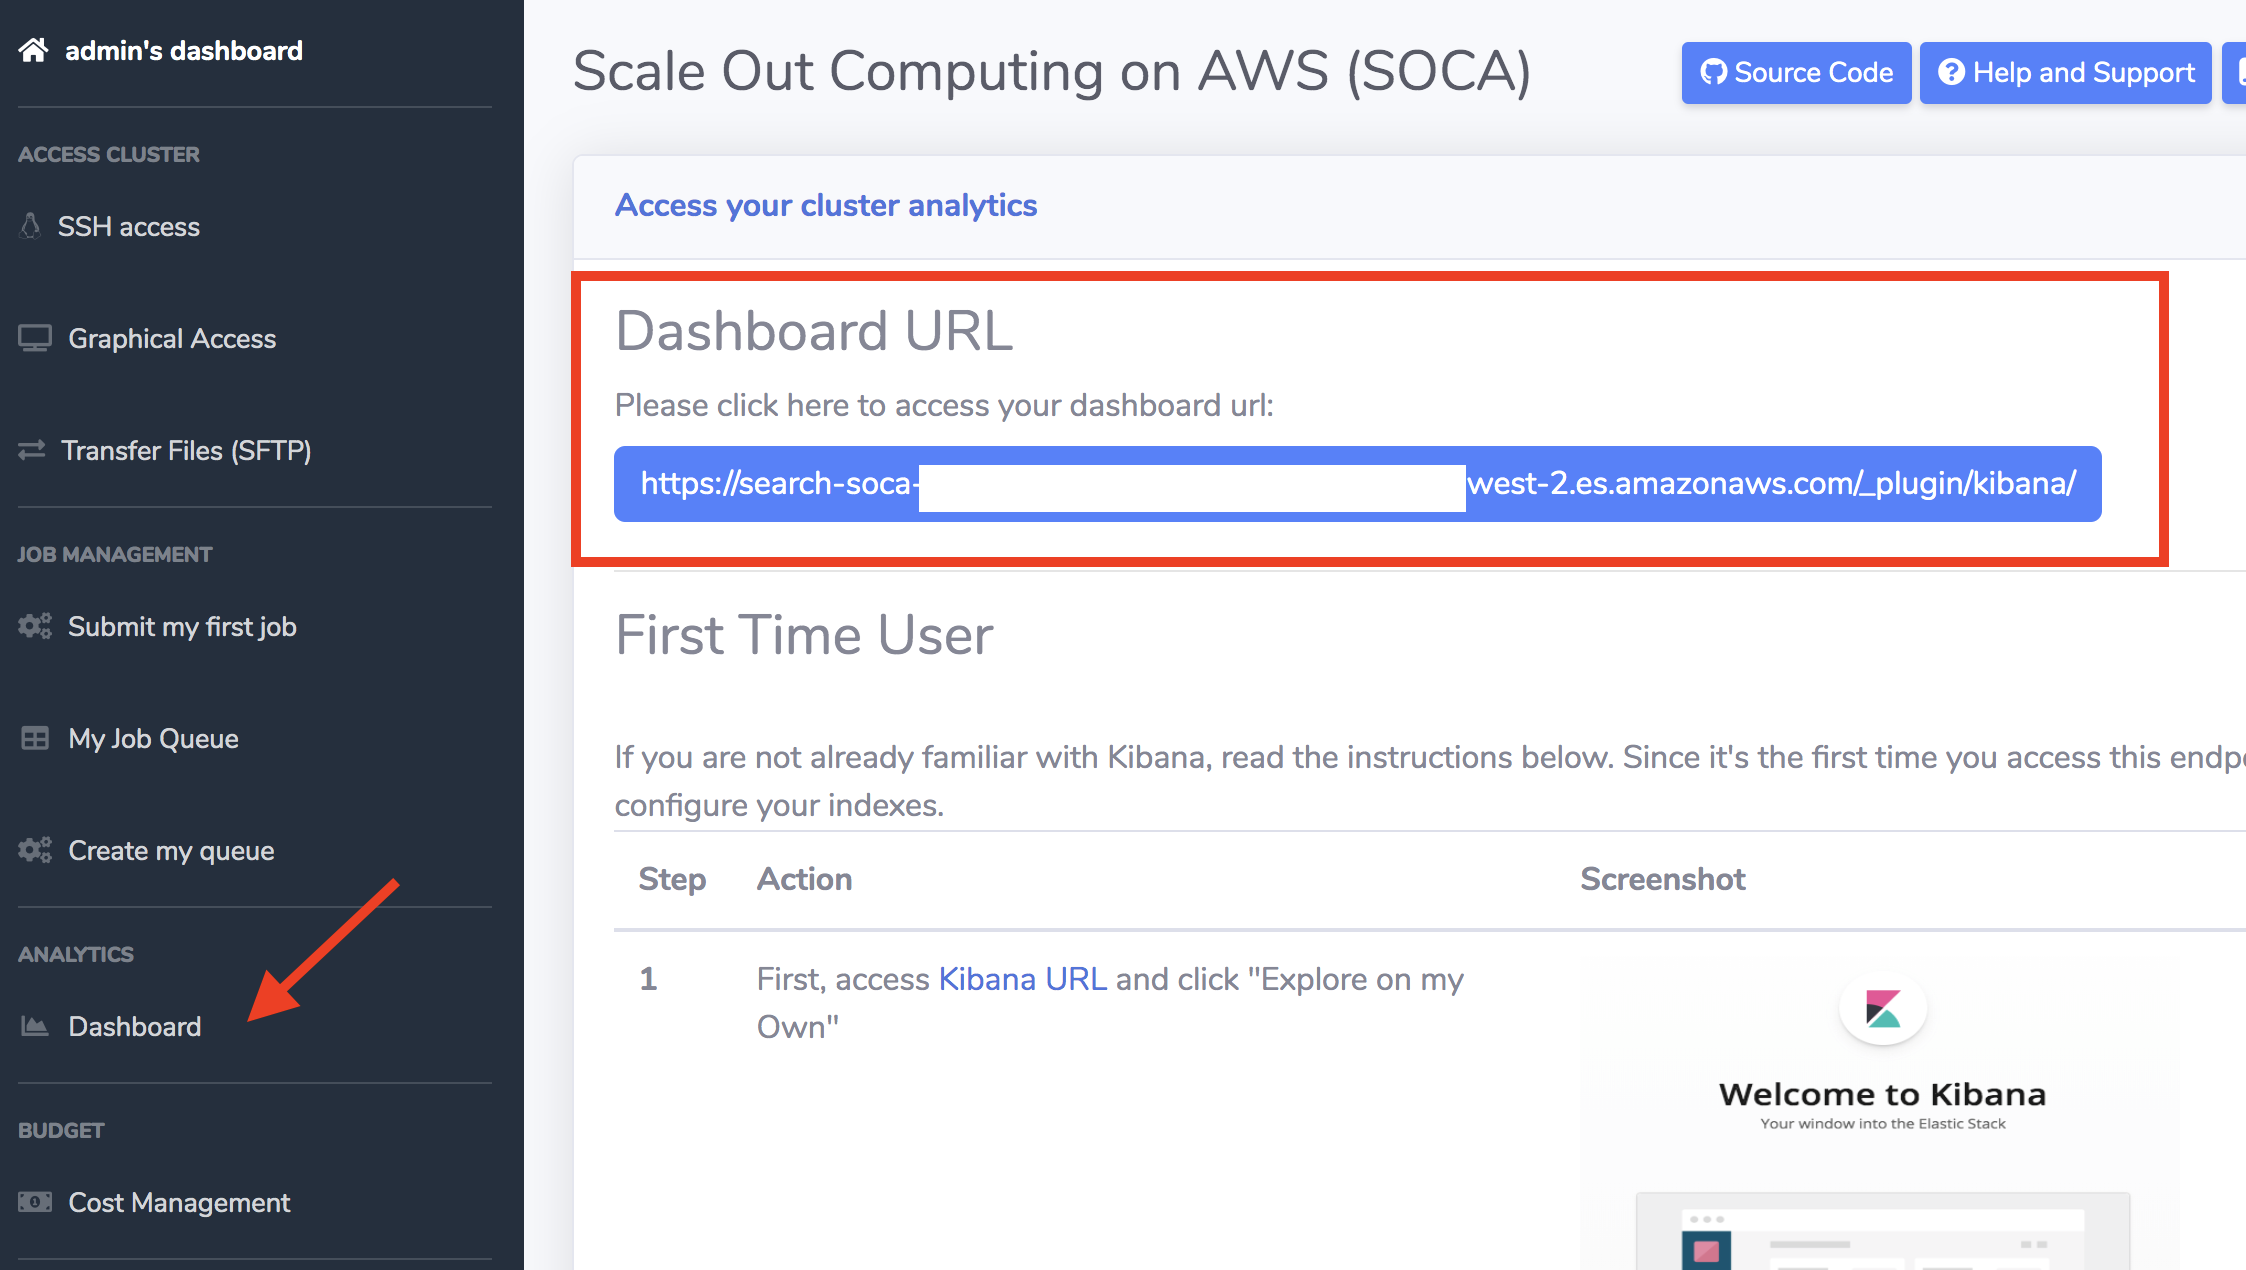 admin's dashboard
ACCESS CLUSTER
SSH access
Graphical Access
Transfer Files (SFTP)
JOB MANAGEMENT
Submit my first job
My Job Queue
Create my queue
ANALYTICS
Dashboard
BUDGET
Cost Management
Scale Out Computing on AWS (SOCA)
Source Code
Help and Support
Access your cluster analytics
Dashboard URL
Please click here to access your dashboard url:
https://search-soca- west-2.es.amazonaws.com/_plugin/kibana/
First Time User
If you are not already familiar with Kibana, read the instructions below. Since it's the first time you access this
configure your indexes.
Step Action Screenshot
1 First, access Kibana URL and click "Explore on my
Own"
Welcome to Kibana
Your window into the Elastic Stack